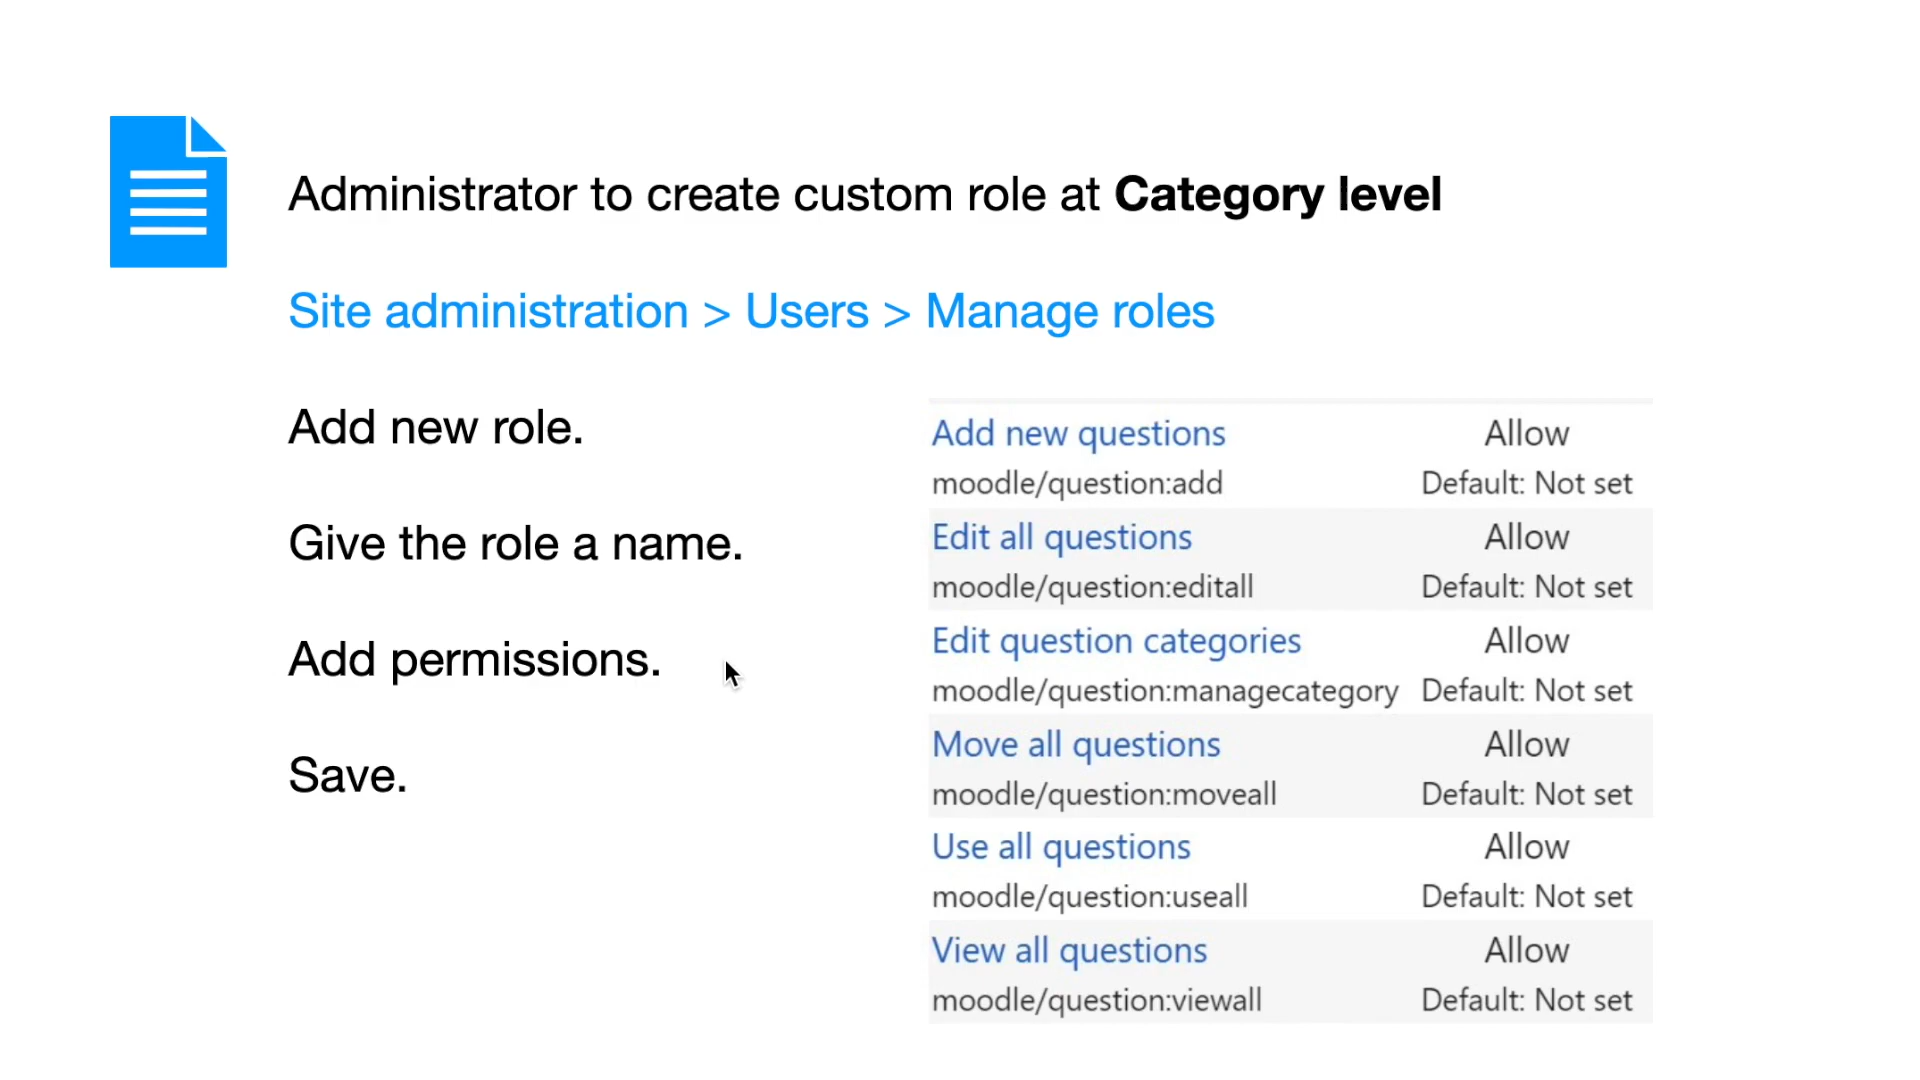 Administrator to create custom role at Category level
Site administration > Users > Manage roles
Add new role.
Give the role a name.
Add permissions.
Save.
Add new questions Allow
moodle/question:add Default: Not set
Edit all questions Allow
moodle/question:editall Default: Not set
Edit question categories Allow
moodle/question:managecategory Default: Not set
Move all questions Allow
moodle/question:moveall Default: Not set
Use all questions Allow
moodle/question:useall Default: Not set
View all questions Allow
moodle/question:viewall Default: Not set